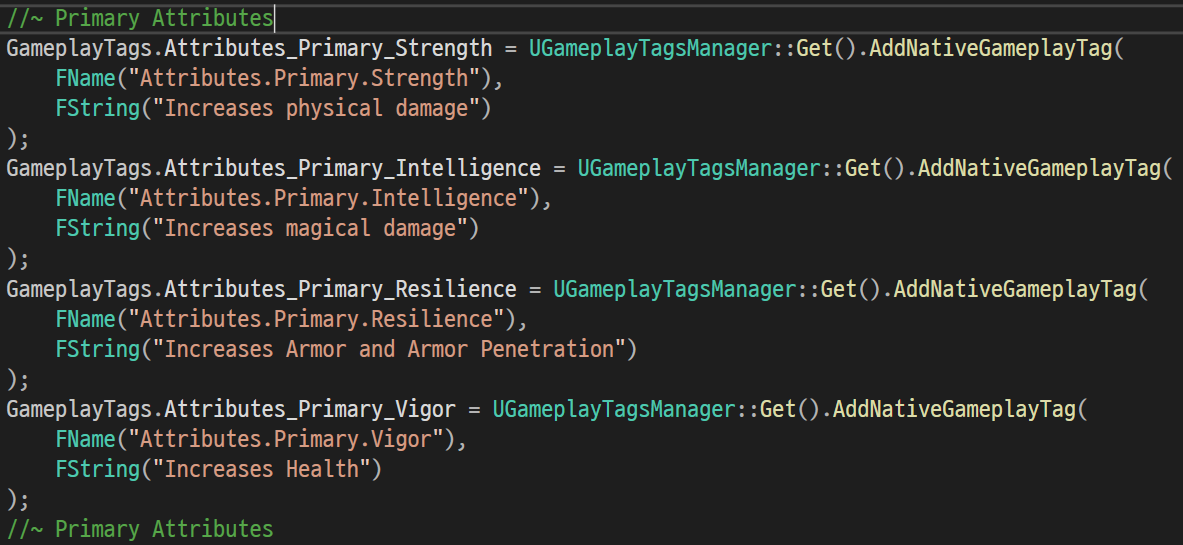 //~ Primary Attributes
GameplayTags.Attributes_Primary_Strength = UGameplayTagsManager::Get().AddNativeGameplayTag(
    FName("Attributes.Primary.Strength"),
    FString("Increases physical damage")
);
GameplayTags.Attributes_Primary_Intelligence = UGameplayTagsManager::Get().AddNativeGameplayTag(
    FName("Attributes.Primary.Intelligence"),
    FString("Increases magical damage")
);
GameplayTags.Attributes_Primary_Resilience = UGameplayTagsManager::Get().AddNativeGameplayTag(
    FName("Attributes.Primary.Resilience"),
    FString("Increases Armor and Armor Penetration")
);
GameplayTags.Attributes_Primary_Vigor = UGameplayTagsManager::Get().AddNativeGameplayTag(
    FName("Attributes.Primary.Vigor"),
    FString("Increases Health")
);
//~ Primary Attributes